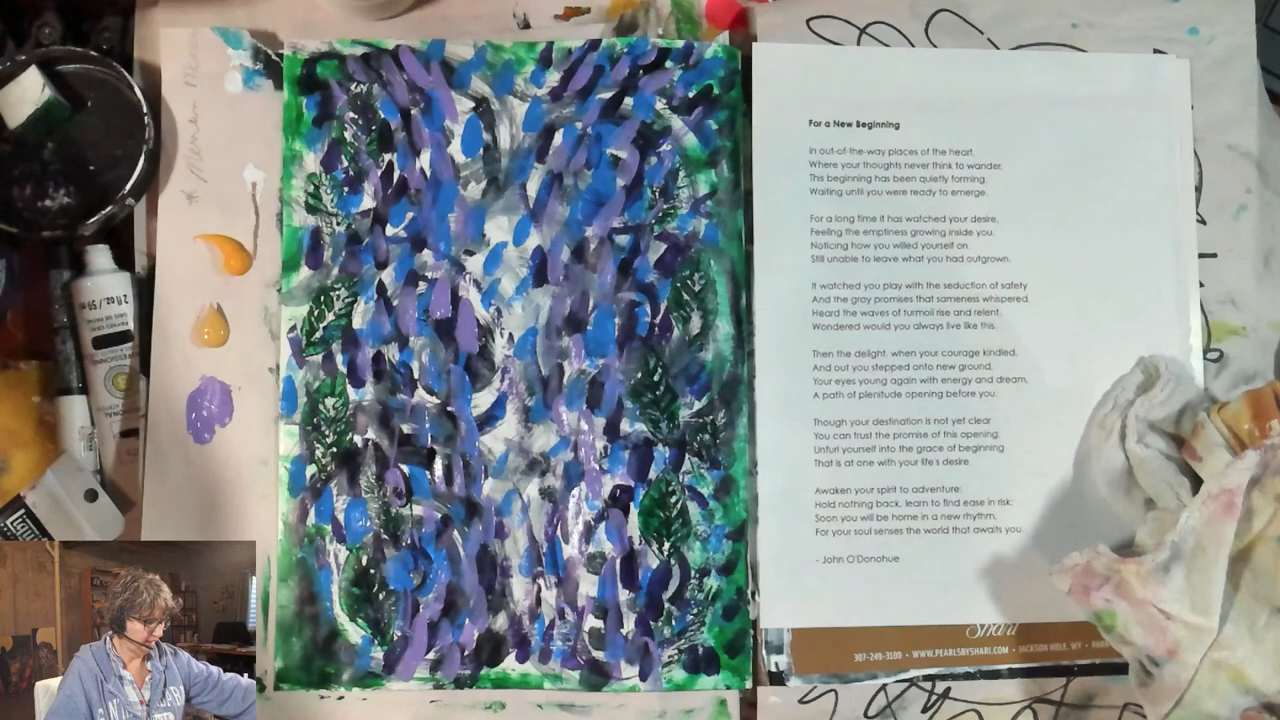 For a New Beginning
In out-of-the-way places of the heart,
Where your thoughts never think to wander,
This beginning has been quietly forming,
Waiting until you were ready to emerge.
For a long time it has watched your desire,
Feeling the emptiness growing inside you,
Noticing how you willed yourself on,
Still unable to leave what you had outgrown.
It watched you play with the seduction of safety
And the gray promises that sameness whispered,
Heard the waves of turmoil rise and relent,
Wondered would you always live like this.
Then the delight, when your courage kindled,
And out you stepped onto new ground,
Your eyes young again with energy and dream,
A path of plenitude opening before you.
Though your destination is not yet clear
You can trust the promise of this opening;
Unfurl yourself into the grace of beginning
That is at one with your life's desire.
Awaken your spirit to adventure;
Hold nothing back, learn to find ease in risk;
Soon you will be home in a new rhythm,
For your soul senses the world that awaits you.
- John O'Donohue
Shari
307-249-3100 • WWW.PEARLSBYSHARI.COM • JACKSON HOLE, WY • PAR
2 fl oz / 59 ml